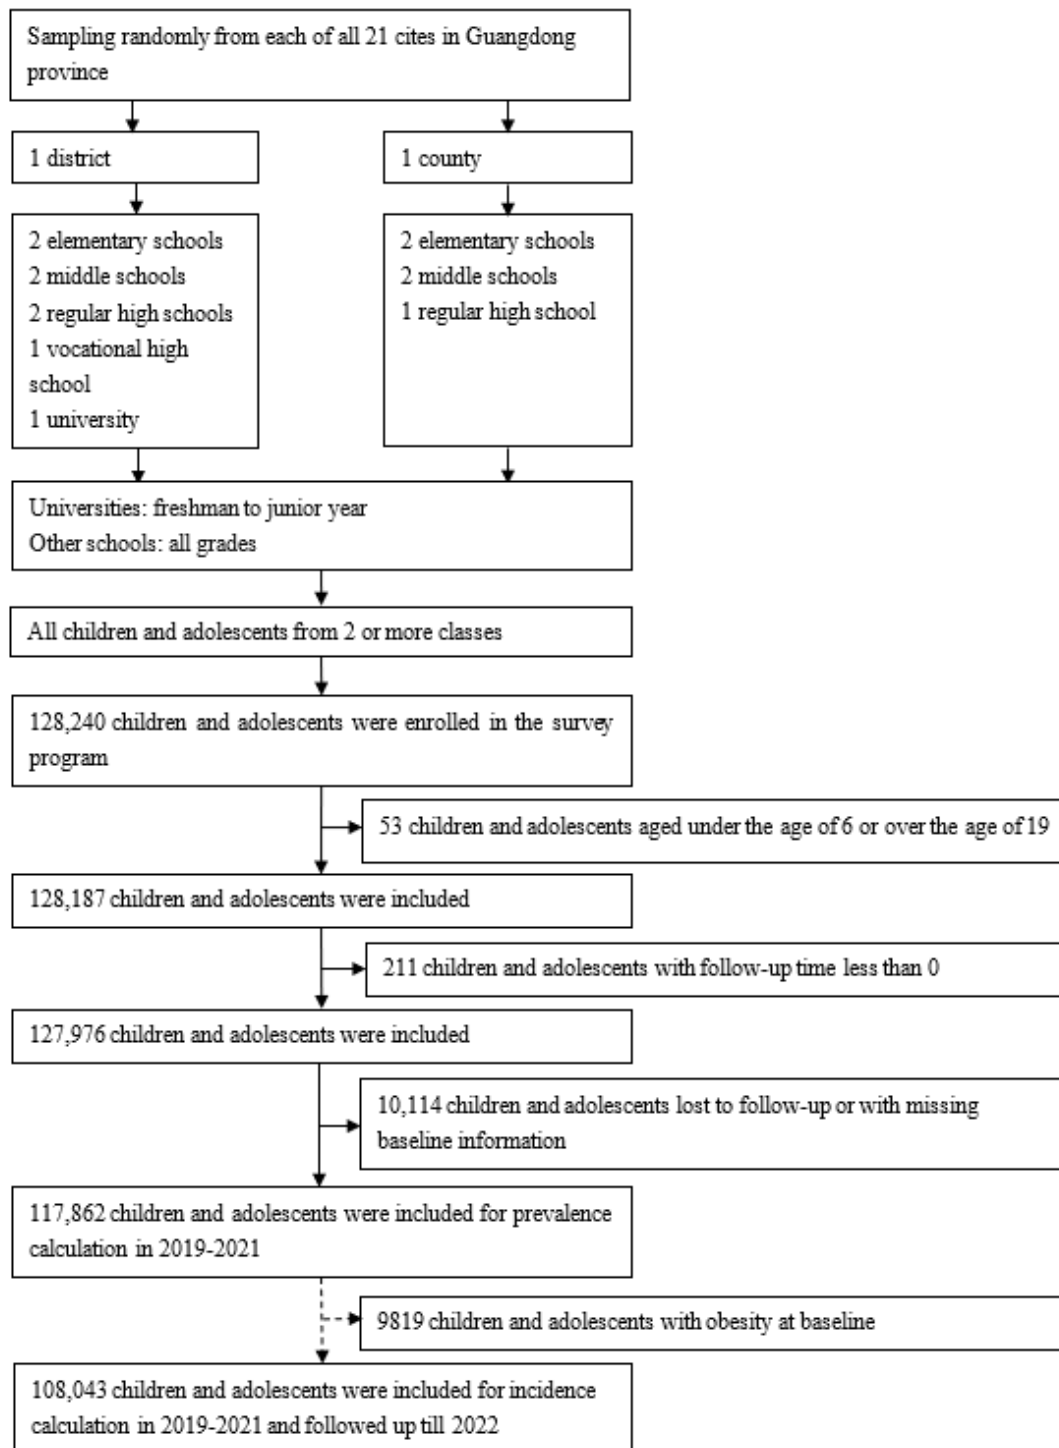 Sampling randomly from each of all 21 cites in Guangdong
province
1 district
1 county
2 elementary schools
2 middle schools
2 regular high schools
1 vocational high
school
1 university
2 elementary schools
2 middle schools
1 regular high school
Universities: freshman to junior year
Other schools: all grades
All children and adolescents from 2 or more classes
128,240 children and adolescents were enrolled in the survey
program
53 children and adolescents aged under the age of 6 or over the age of 19
128,187 children and adolescents were included
211 children and adolescents with follow-up time less than 0
127,976 children and adolescents were included
10,114 children and adolescents lost to follow-up or with missing
baseline information
117,862 children and adolescents were included for prevalence
calculation in 2019-2021
9819 children and adolescents with obesity at baseline
108,043 children and adolescents were included for incidence
calculation in 2019-2021 and followed up till 2022